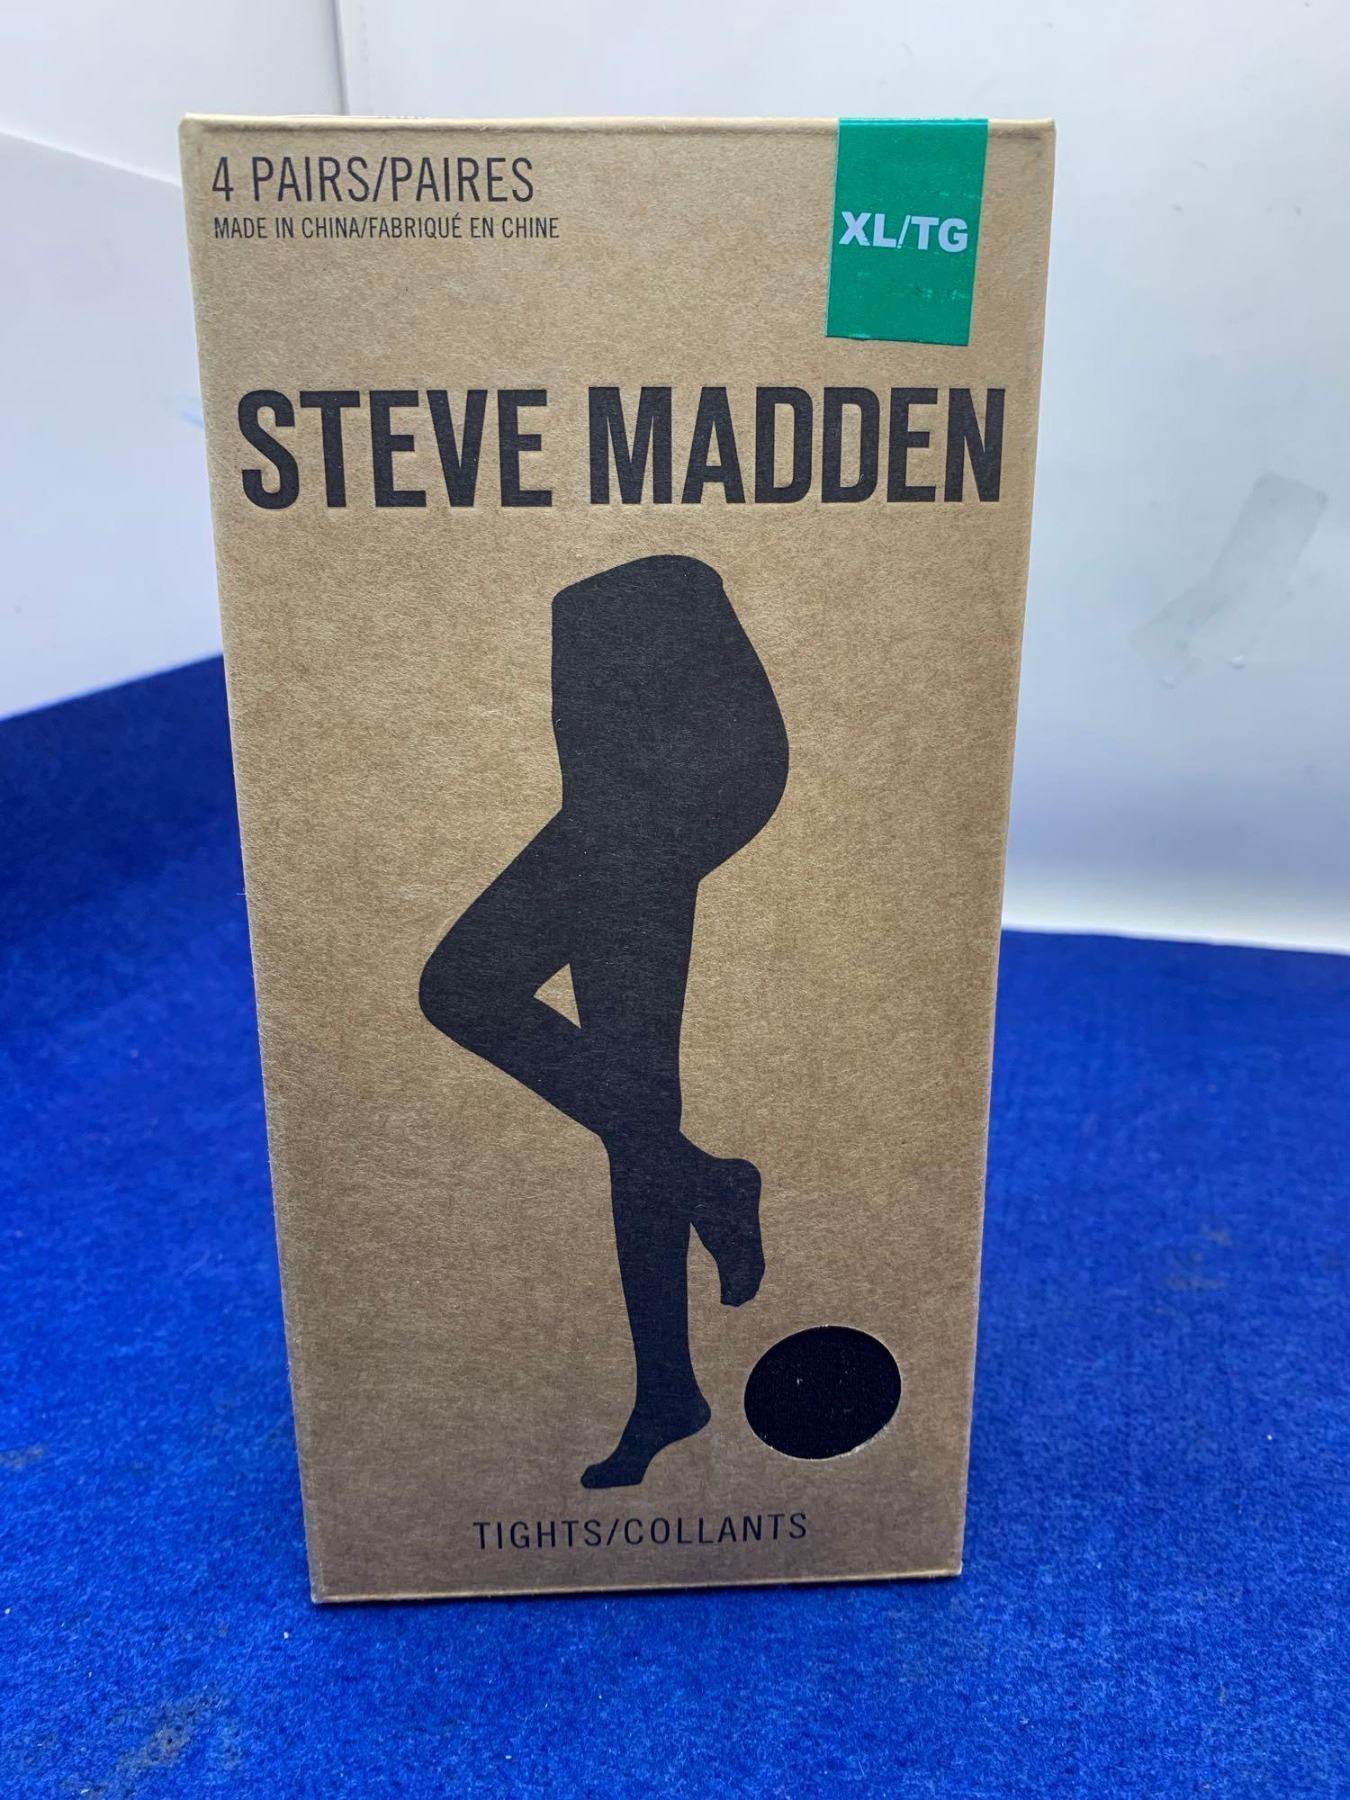 4 PAIRS/PAIRES
MADE IN CHINA/FABRIQUÉ EN CHINE
XL/TG
STEVE MADDEN
TIGHTS/COLLANTS